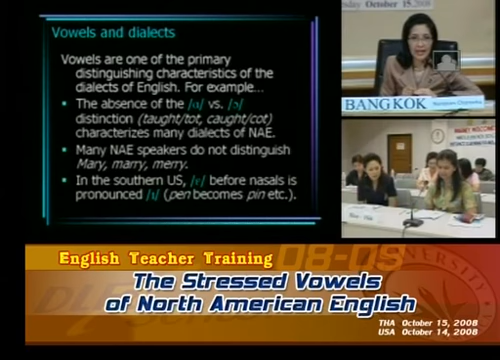 Vowels and dialects
Vowels are one of the primary
distinguishing characteristics of the
dialects of English. For example...
• The absence of the /ɑ/ vs. /ɔ/
distinction (taught/tot, caught/cot)
characterizes many dialects of NAE.
• Many NAE speakers do not distinguish
Mary, marry, merry.
• In the southern US, /ɛ/ before nasals is
pronounced /ɪ/ (pen becomes pin etc.).
October 15, 2008
BANGKOK
English Teacher Training
08-09
The Stressed Vowels
of North American English
THA October 15, 2008
USA October 14, 2008